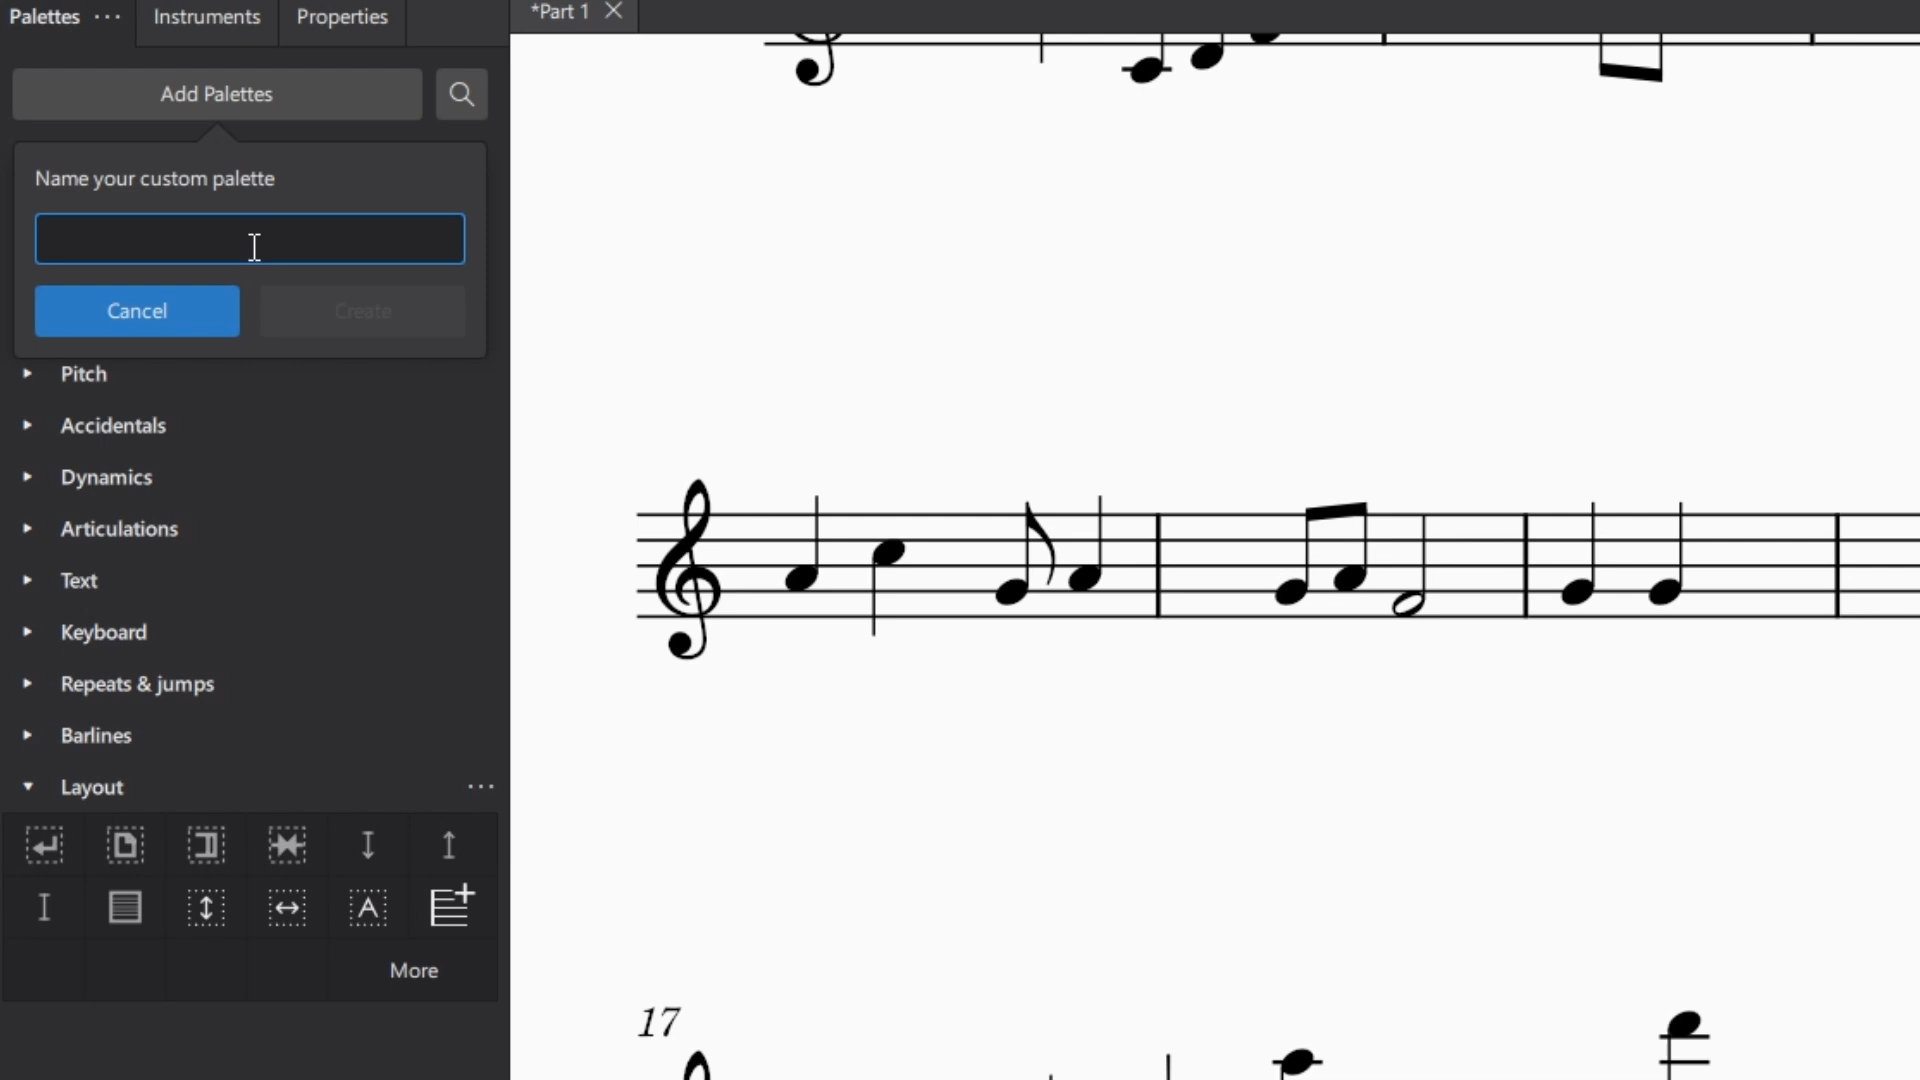 Palettes ··· Instruments Properties *Part 1
Add Palettes
Name your custom palette
Cancel Create
Pitch
Accidentals
Dynamics
Articulations
Text
Keyboard
Repeats & jumps
Barlines
Layout ···
A
More
17